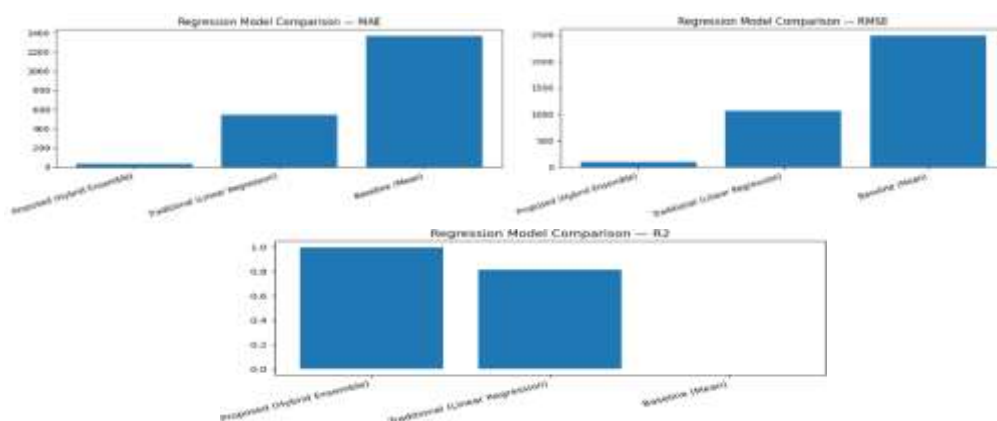 Regression Model Comparison — MAE
1400
1200
1000
800
600
400
200
0
Proposed (Hybrid Ensemble)
Traditional (Linear Regression)
Baseline (Mean)
Regression Model Comparison — RMSE
2500
2000
1500
1000
500
0
Proposed (Hybrid Ensemble)
Traditional (Linear Regression)
Baseline (Mean)
Regression Model Comparison — R2
1.0
0.8
0.6
0.4
0.2
0.0
Proposed (Hybrid Ensemble)
Traditional (Linear Regression)
Baseline (Mean)